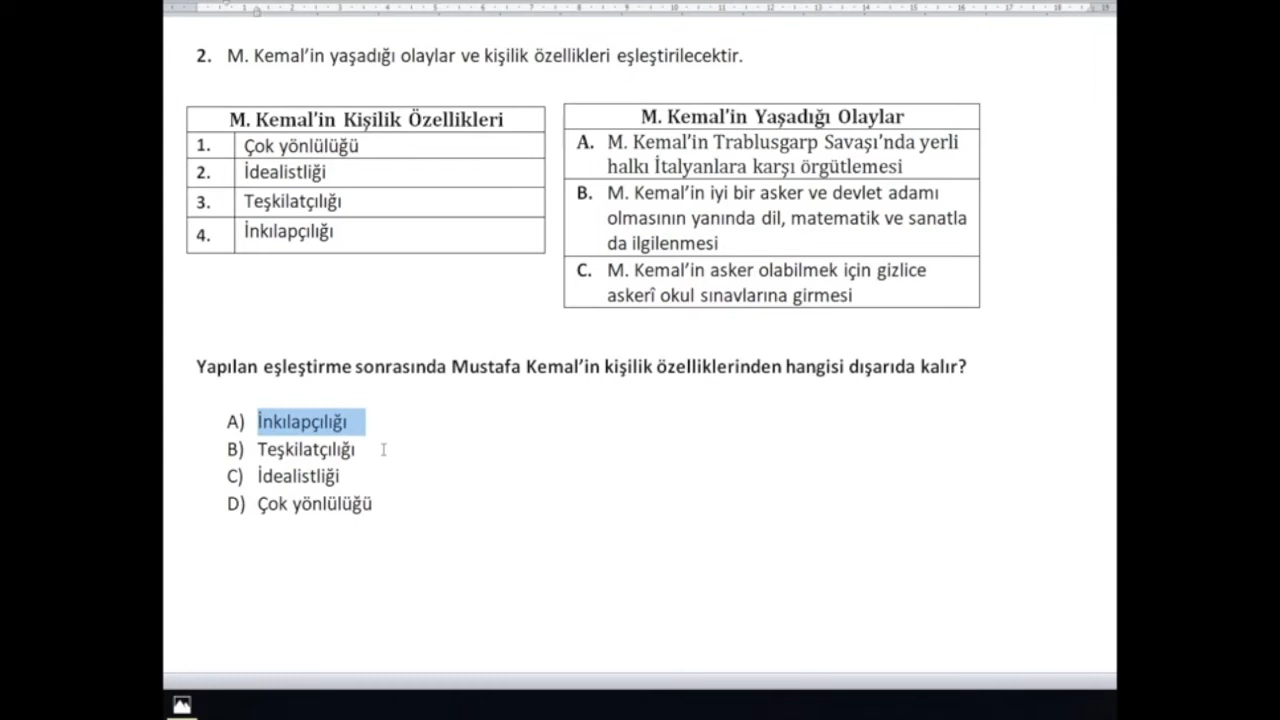 2. M. Kemal’in yaşadığı olaylar ve kişilik özellikleri eşleştirilecektir.
M. Kemal’in Kişilik Özellikleri
1. Çok yönlülüğü
2. İdealistliği
3. Teşkilatçılığı
4. İnkılapçılığı
M. Kemal’in Yaşadığı Olaylar
A. M. Kemal’in Trablusgarp Savaşı’nda yerli
halkı İtalyanlara karşı örgütlemesi
B. M. Kemal’in iyi bir asker ve devlet adamı
olmasının yanında dil, matematik ve sanatla
da ilgilenmesi
C. M. Kemal’in asker olabilmek için gizlice
askerî okul sınavlarına girmesi
Yapılan eşleştirme sonrasında Mustafa Kemal’in kişilik özelliklerinden hangisi dışarıda kalır?
A) İnkılapçılığı
B) Teşkilatçılığı
C) İdealistliği
D) Çok yönlülüğü